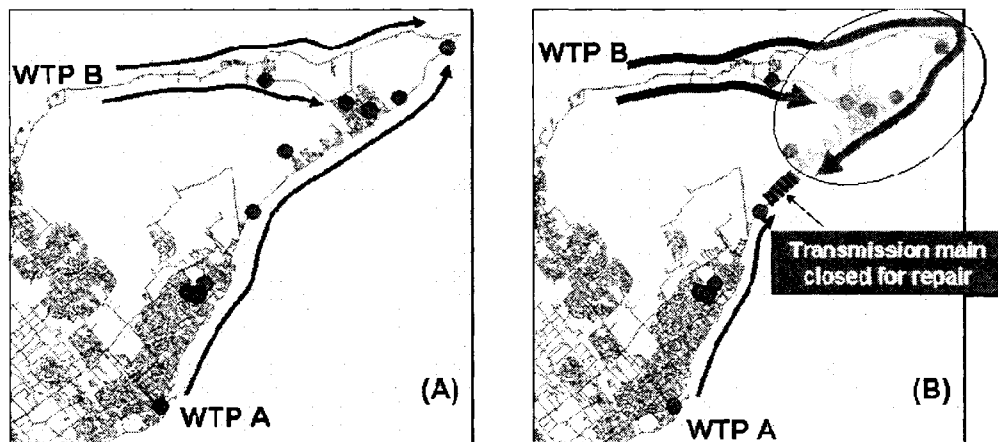 WTP B
WTP A
(A)
WTP B
Transmission main
closed for repair
WTP A
(B)